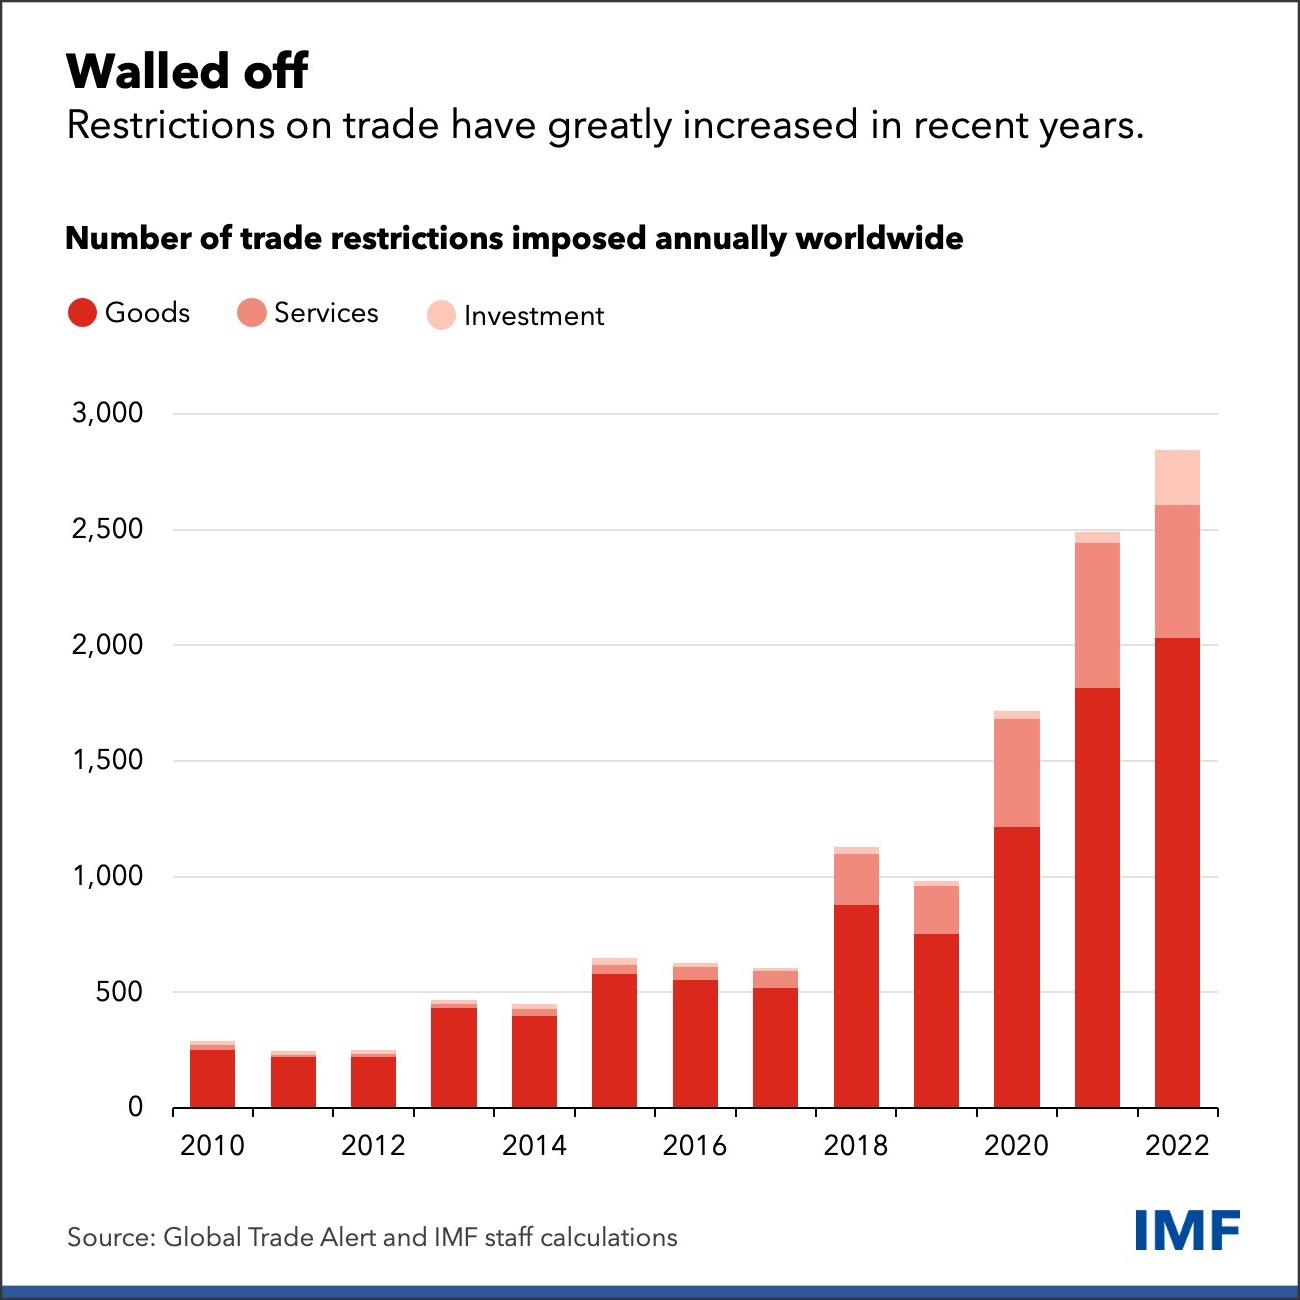 Walled off
Restrictions on trade have greatly increased in recent years.
Number of trade restrictions imposed annually worldwide
Goods Services Investment
3,000
2,500
2,000
1,500
1,000
500
0
2010 2012 2014 2016 2018 2020 2022
Source: Global Trade Alert and IMF staff calculations
IMF